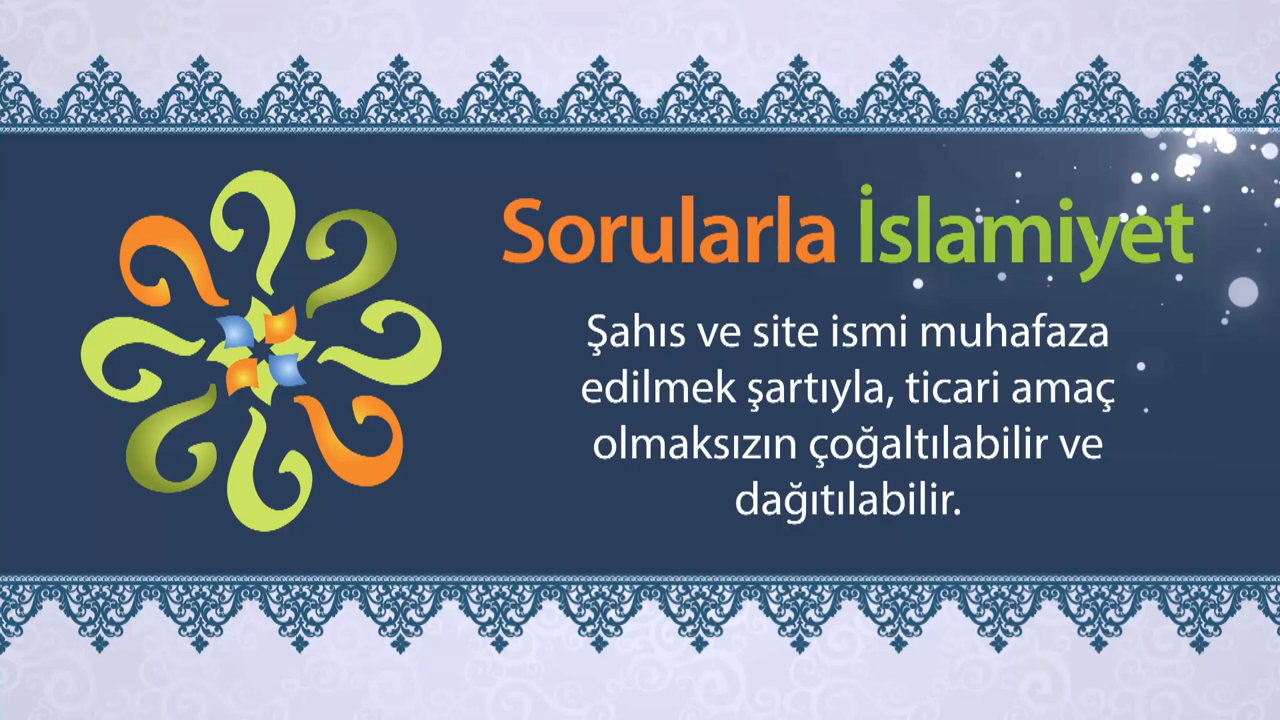 Sorularla İslamiyet
Şahıs ve site ismi muhafaza
edilmek şartıyla, ticari amaç
olmaksızın çoğaltılabilir ve
dağıtılabilir.